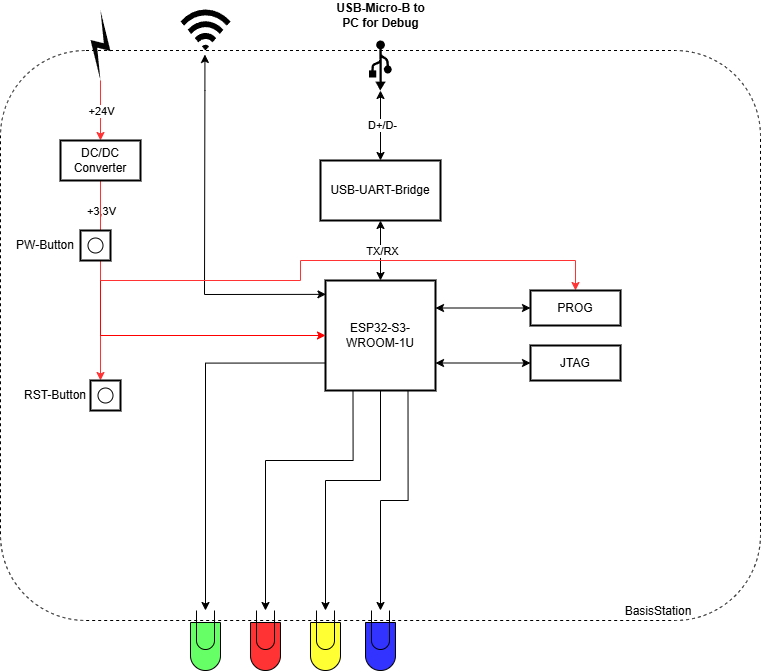 USB-Micro-B to
PC for Debug
+24V
D+/D-
DC/DC
Converter
USB-UART-Bridge
+3,3V
PW-Button
TX/RX
ESP32-S3-
WROOM-1U
PROG
JTAG
RST-Button
BasisStation